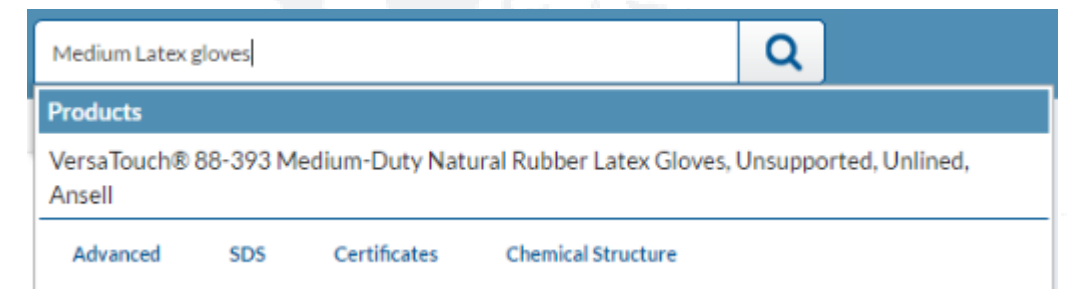 Medium Latex gloves
Products
VersaTouch® 88-393 Medium-Duty Natural Rubber Latex Gloves, Unsupported, Unlined,
Ansell
Advanced SDS Certificates Chemical Structure